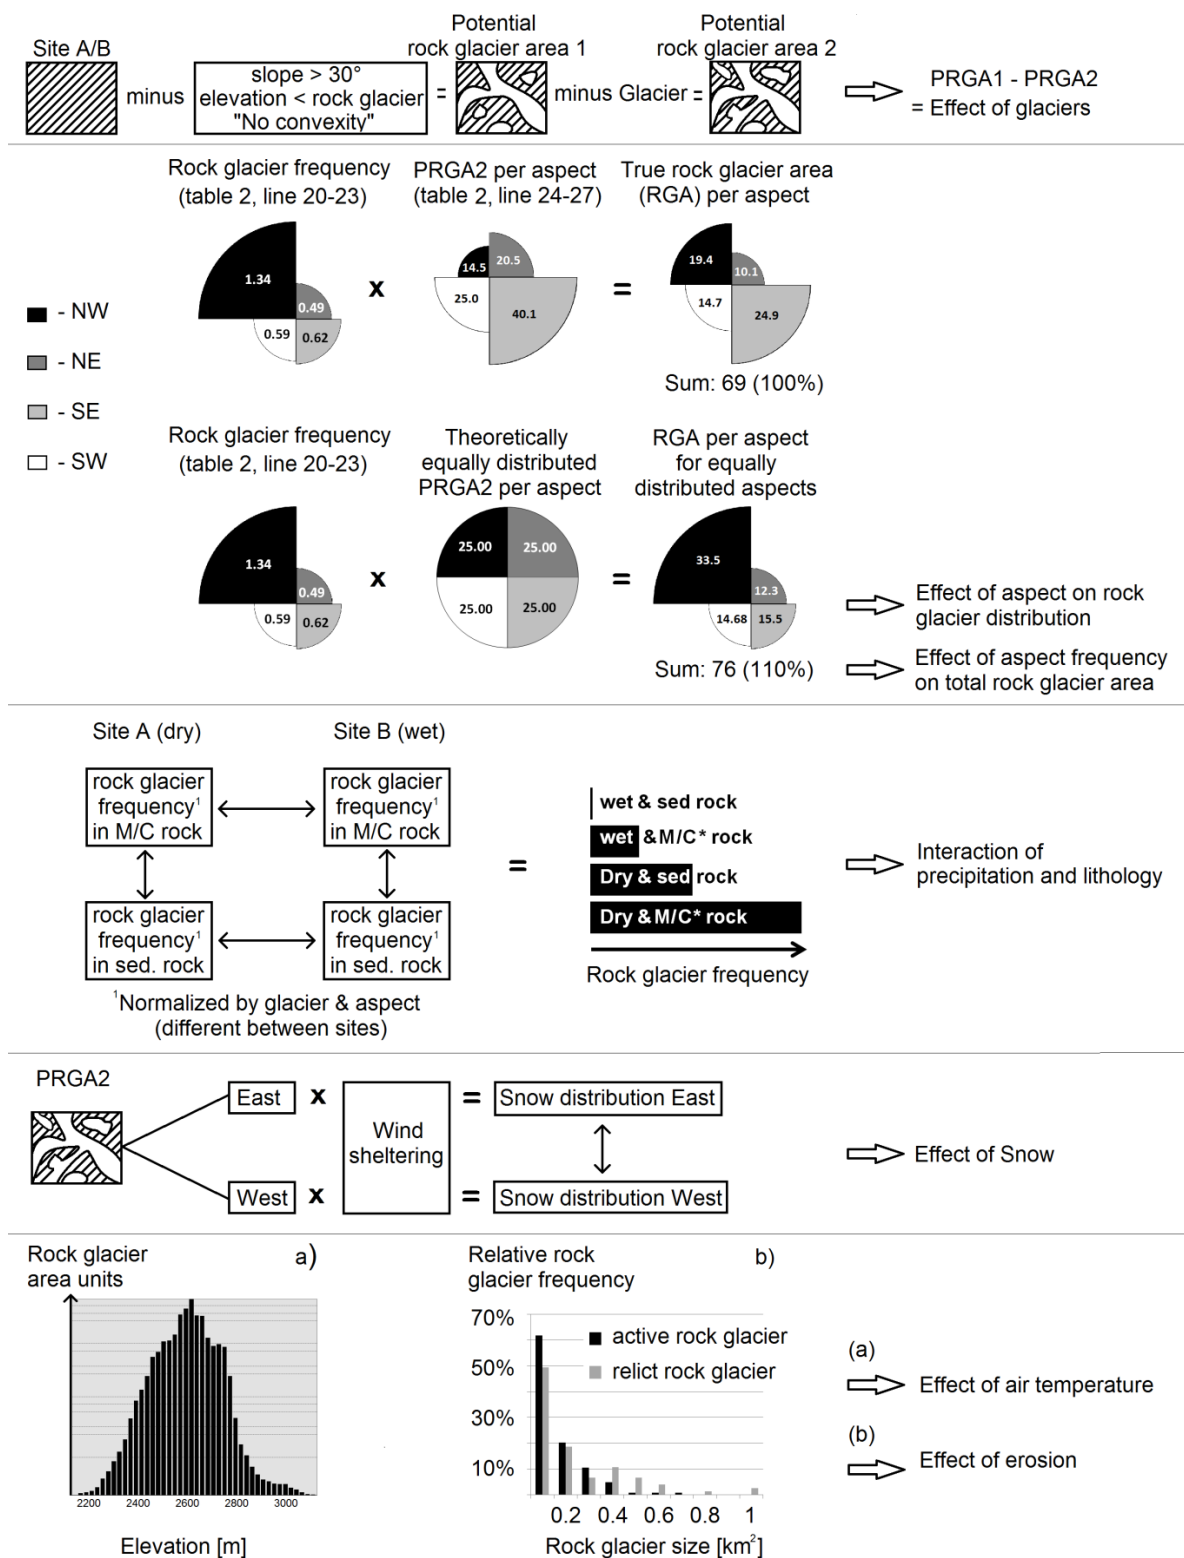 Site A/B
minus
slope > 30°
elevation < rock glacier
"No convexity"
=
Potential
rock glacier area 1
minus Glacier
=
Potential
rock glacier area 2
PRGA1 - PRGA2
= Effect of glaciers
Rock glacier frequency
(table 2, line 20-23)
PRGA2 per aspect
(table 2, line 24-27)
True rock glacier area
(RGA) per aspect
- NW
- NE
- SE
- SW
1.34
0.49
0.59
0.62
x
14.5
20.5
25.0
40.1
=
19.4
10.1
14.7
24.9
Sum: 69 (100%)
Rock glacier frequency
(table 2, line 20-23)
Theoretically
equally distributed
PRGA2 per aspect
RGA per aspect
for equally
distributed aspects
1.34
0.49
0.59
0.62
x
25.00
25.00
25.00
25.00
=
33.5
12.3
14.68
15.5
Sum: 76 (110%)
Effect of aspect on rock
glacier distribution
Effect of aspect frequency
on total rock glacier area
Site A (dry)
Site B (wet)
rock glacier
frequency1
in M/C rock
rock glacier
frequency1
in M/C rock
rock glacier
frequency1
in sed. rock
rock glacier
frequency1
in sed. rock
1Normalized by glacier & aspect
(different between sites)
=
wet & sed rock
wet & M/C* rock
Dry & sed rock
Dry & M/C* rock
Rock glacier frequency
Interaction of
precipitation and lithology
PRGA2
East
x
Wind
sheltering
=
Snow distribution East
West
x
=
Snow distribution West
Effect of Snow
Rock glacier
area units
a)
2200 2400 2600 2800 3000
Elevation [m]
Relative rock
glacier frequency
b)
70%
50%
30%
10%
active rock glacier
relict rock glacier
0.2 0.4 0.6 0.8 1
Rock glacier size [km2]
(a)
Effect of air temperature
(b)
Effect of erosion